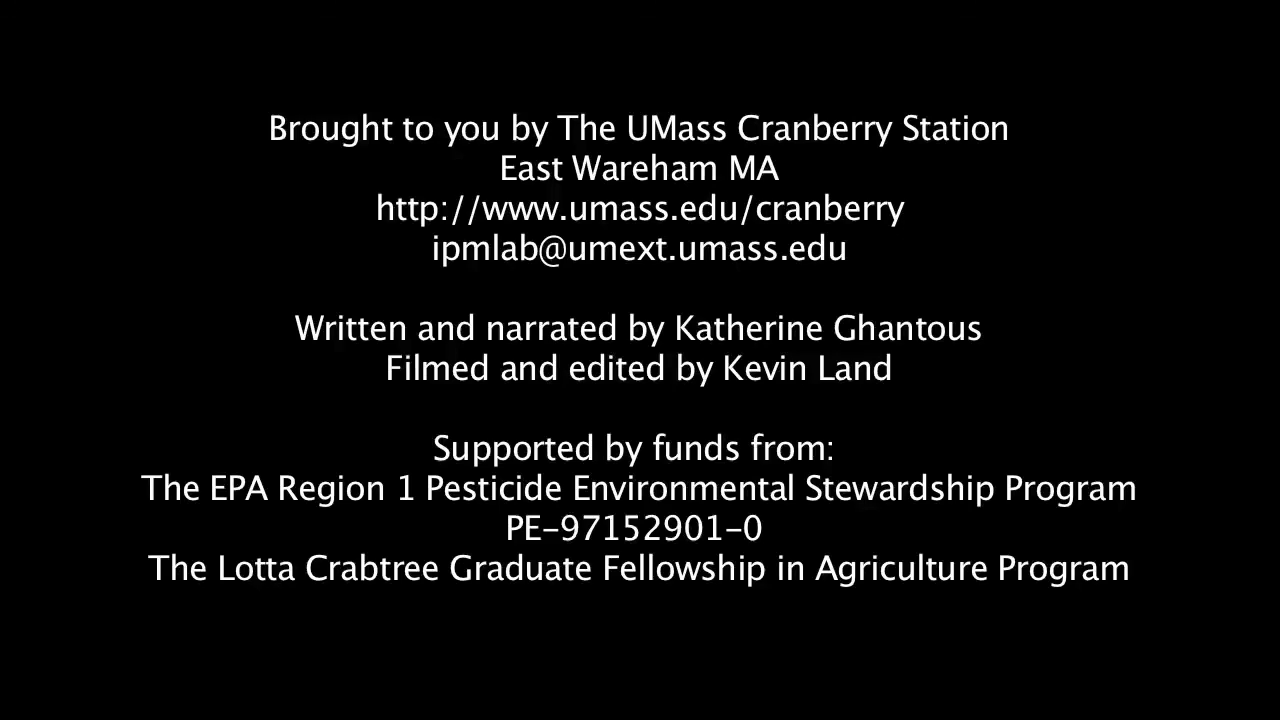 Brought to you by The UMass Cranberry Station
East Wareham MA
http://www.umass.edu/cranberry
ipmlab@umext.umass.edu
Written and narrated by Katherine Ghantous
Filmed and edited by Kevin Land
Supported by funds from:
The EPA Region 1 Pesticide Environmental Stewardship Program
PE-97152901-0
The Lotta Crabtree Graduate Fellowship in Agriculture Program